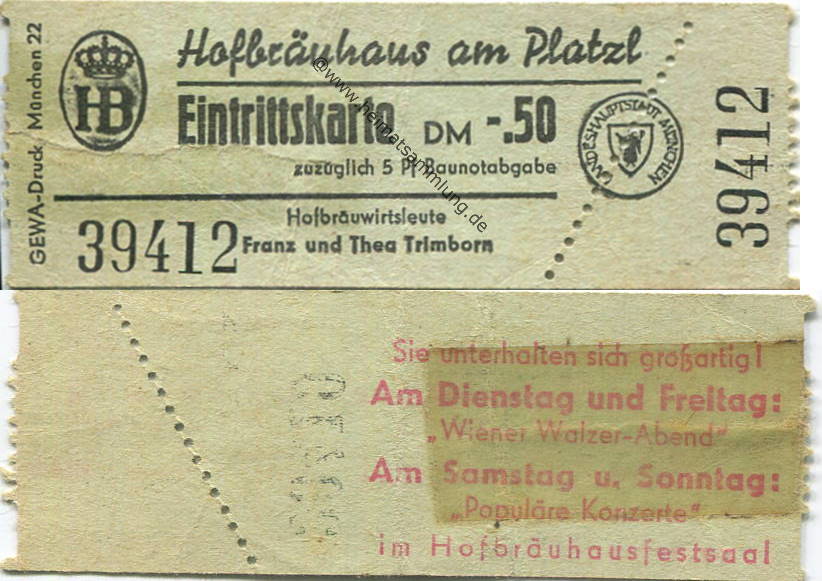 GEWA-Druck München 22
HB
Hofbräuhaus am Platzl
Eintrittskarte DM -.50
zuzüglich 5 Pf Baunotabgabe
LANDESHAUPTSTADT MÜNCHEN
39412
Hofbräuwirtsleute
39412 Franz und Thea Trimborn
@www.heimatsammlung.de
Sie unterhalten sich großartig!
Am Dienstag und Freitag:
„Wiener Walzer-Abend"
Am Samstag u. Sonntag:
„Populäre Konzerte"
im Hofbräuhausfestsaal